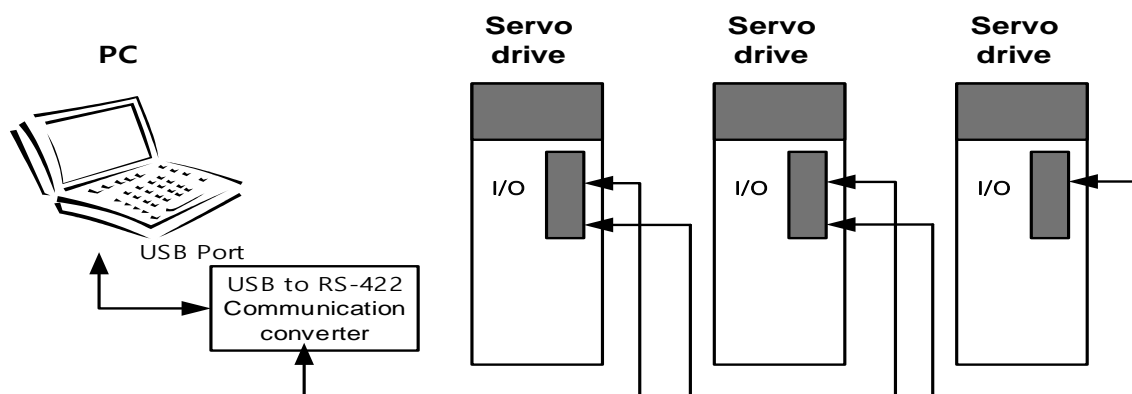 PC
USB Port
USB to RS-422
Communication
converter
Servo
drive
I/O
Servo
drive
I/O
Servo
drive
I/O